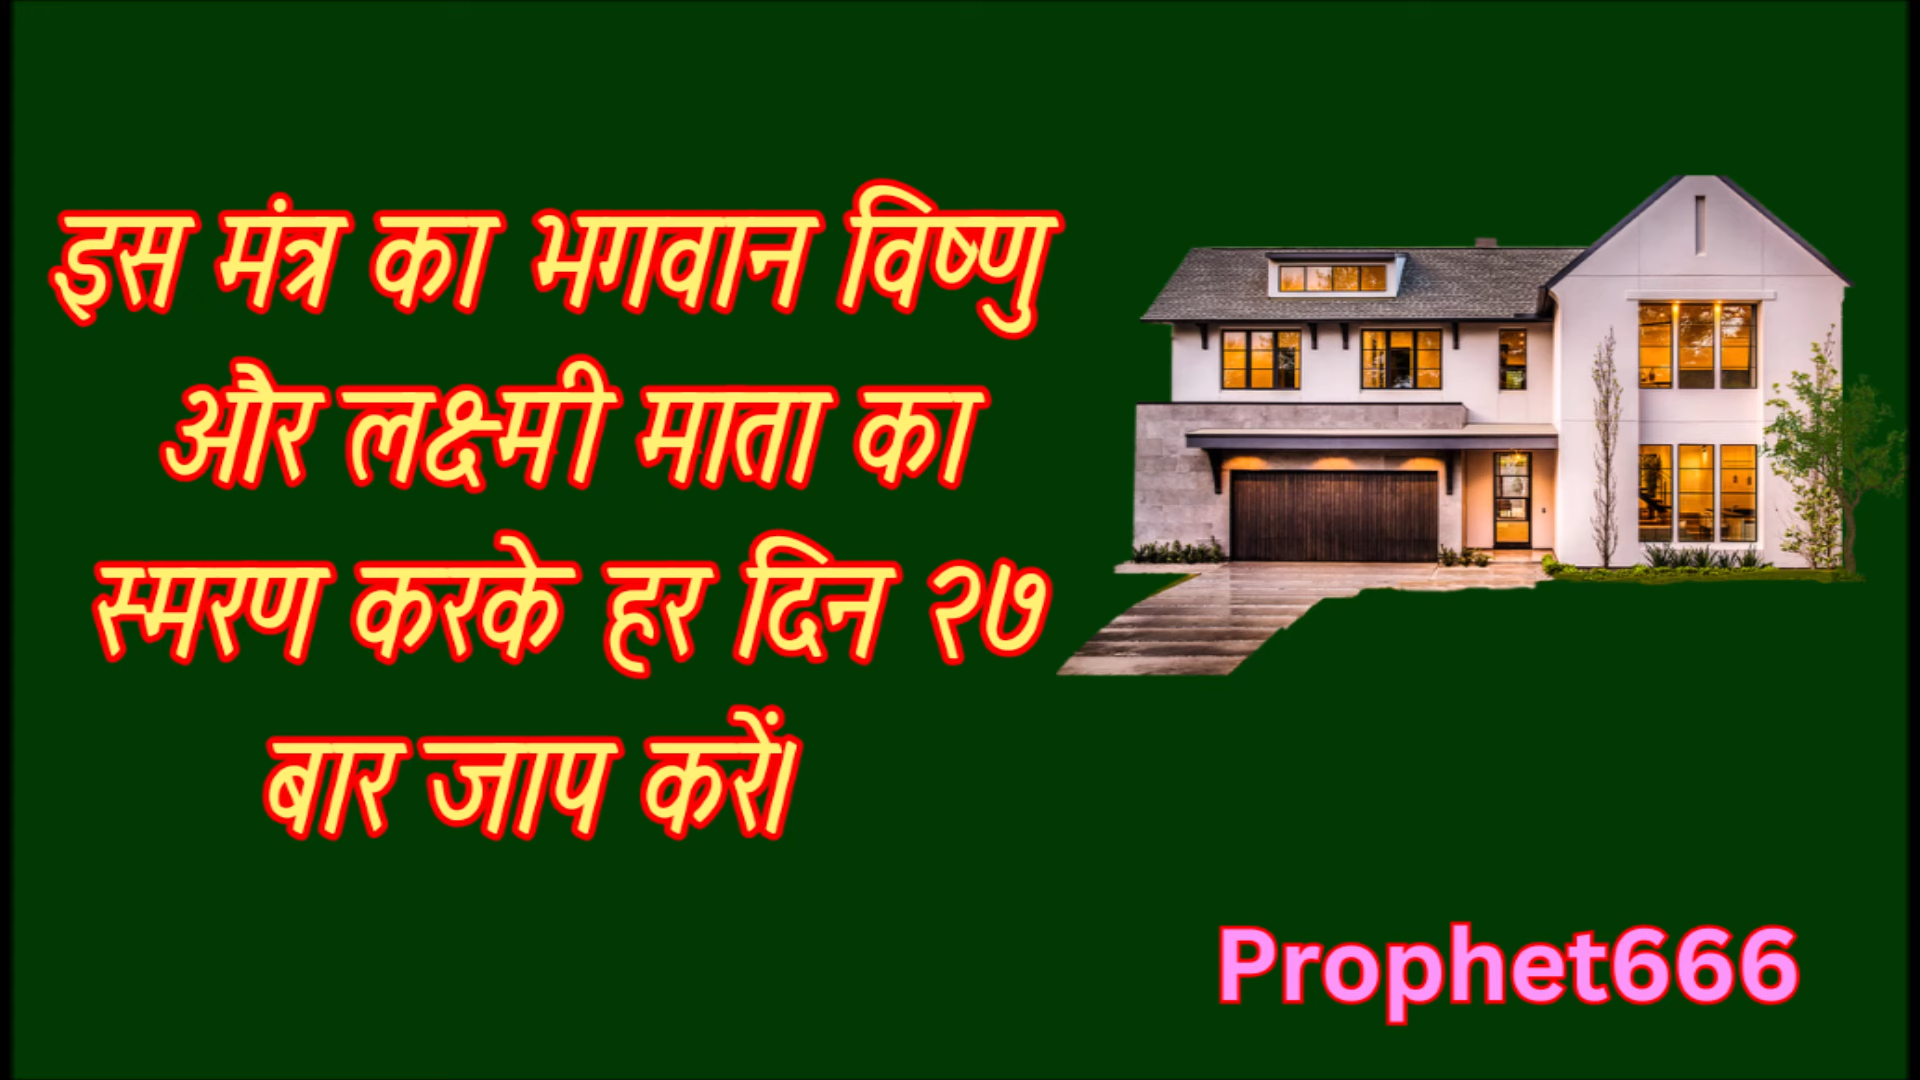 इस मंत्र का भगवान विष्णु
और लक्ष्मी माता का
स्मरण करके हर दिन २७
बार जाप करें।
Prophet666